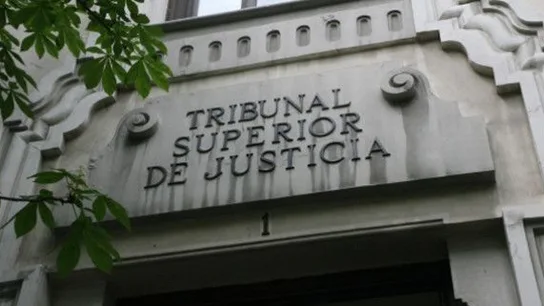 TRIBUNAL
SUPERIOR
DE JUSTICIA
1